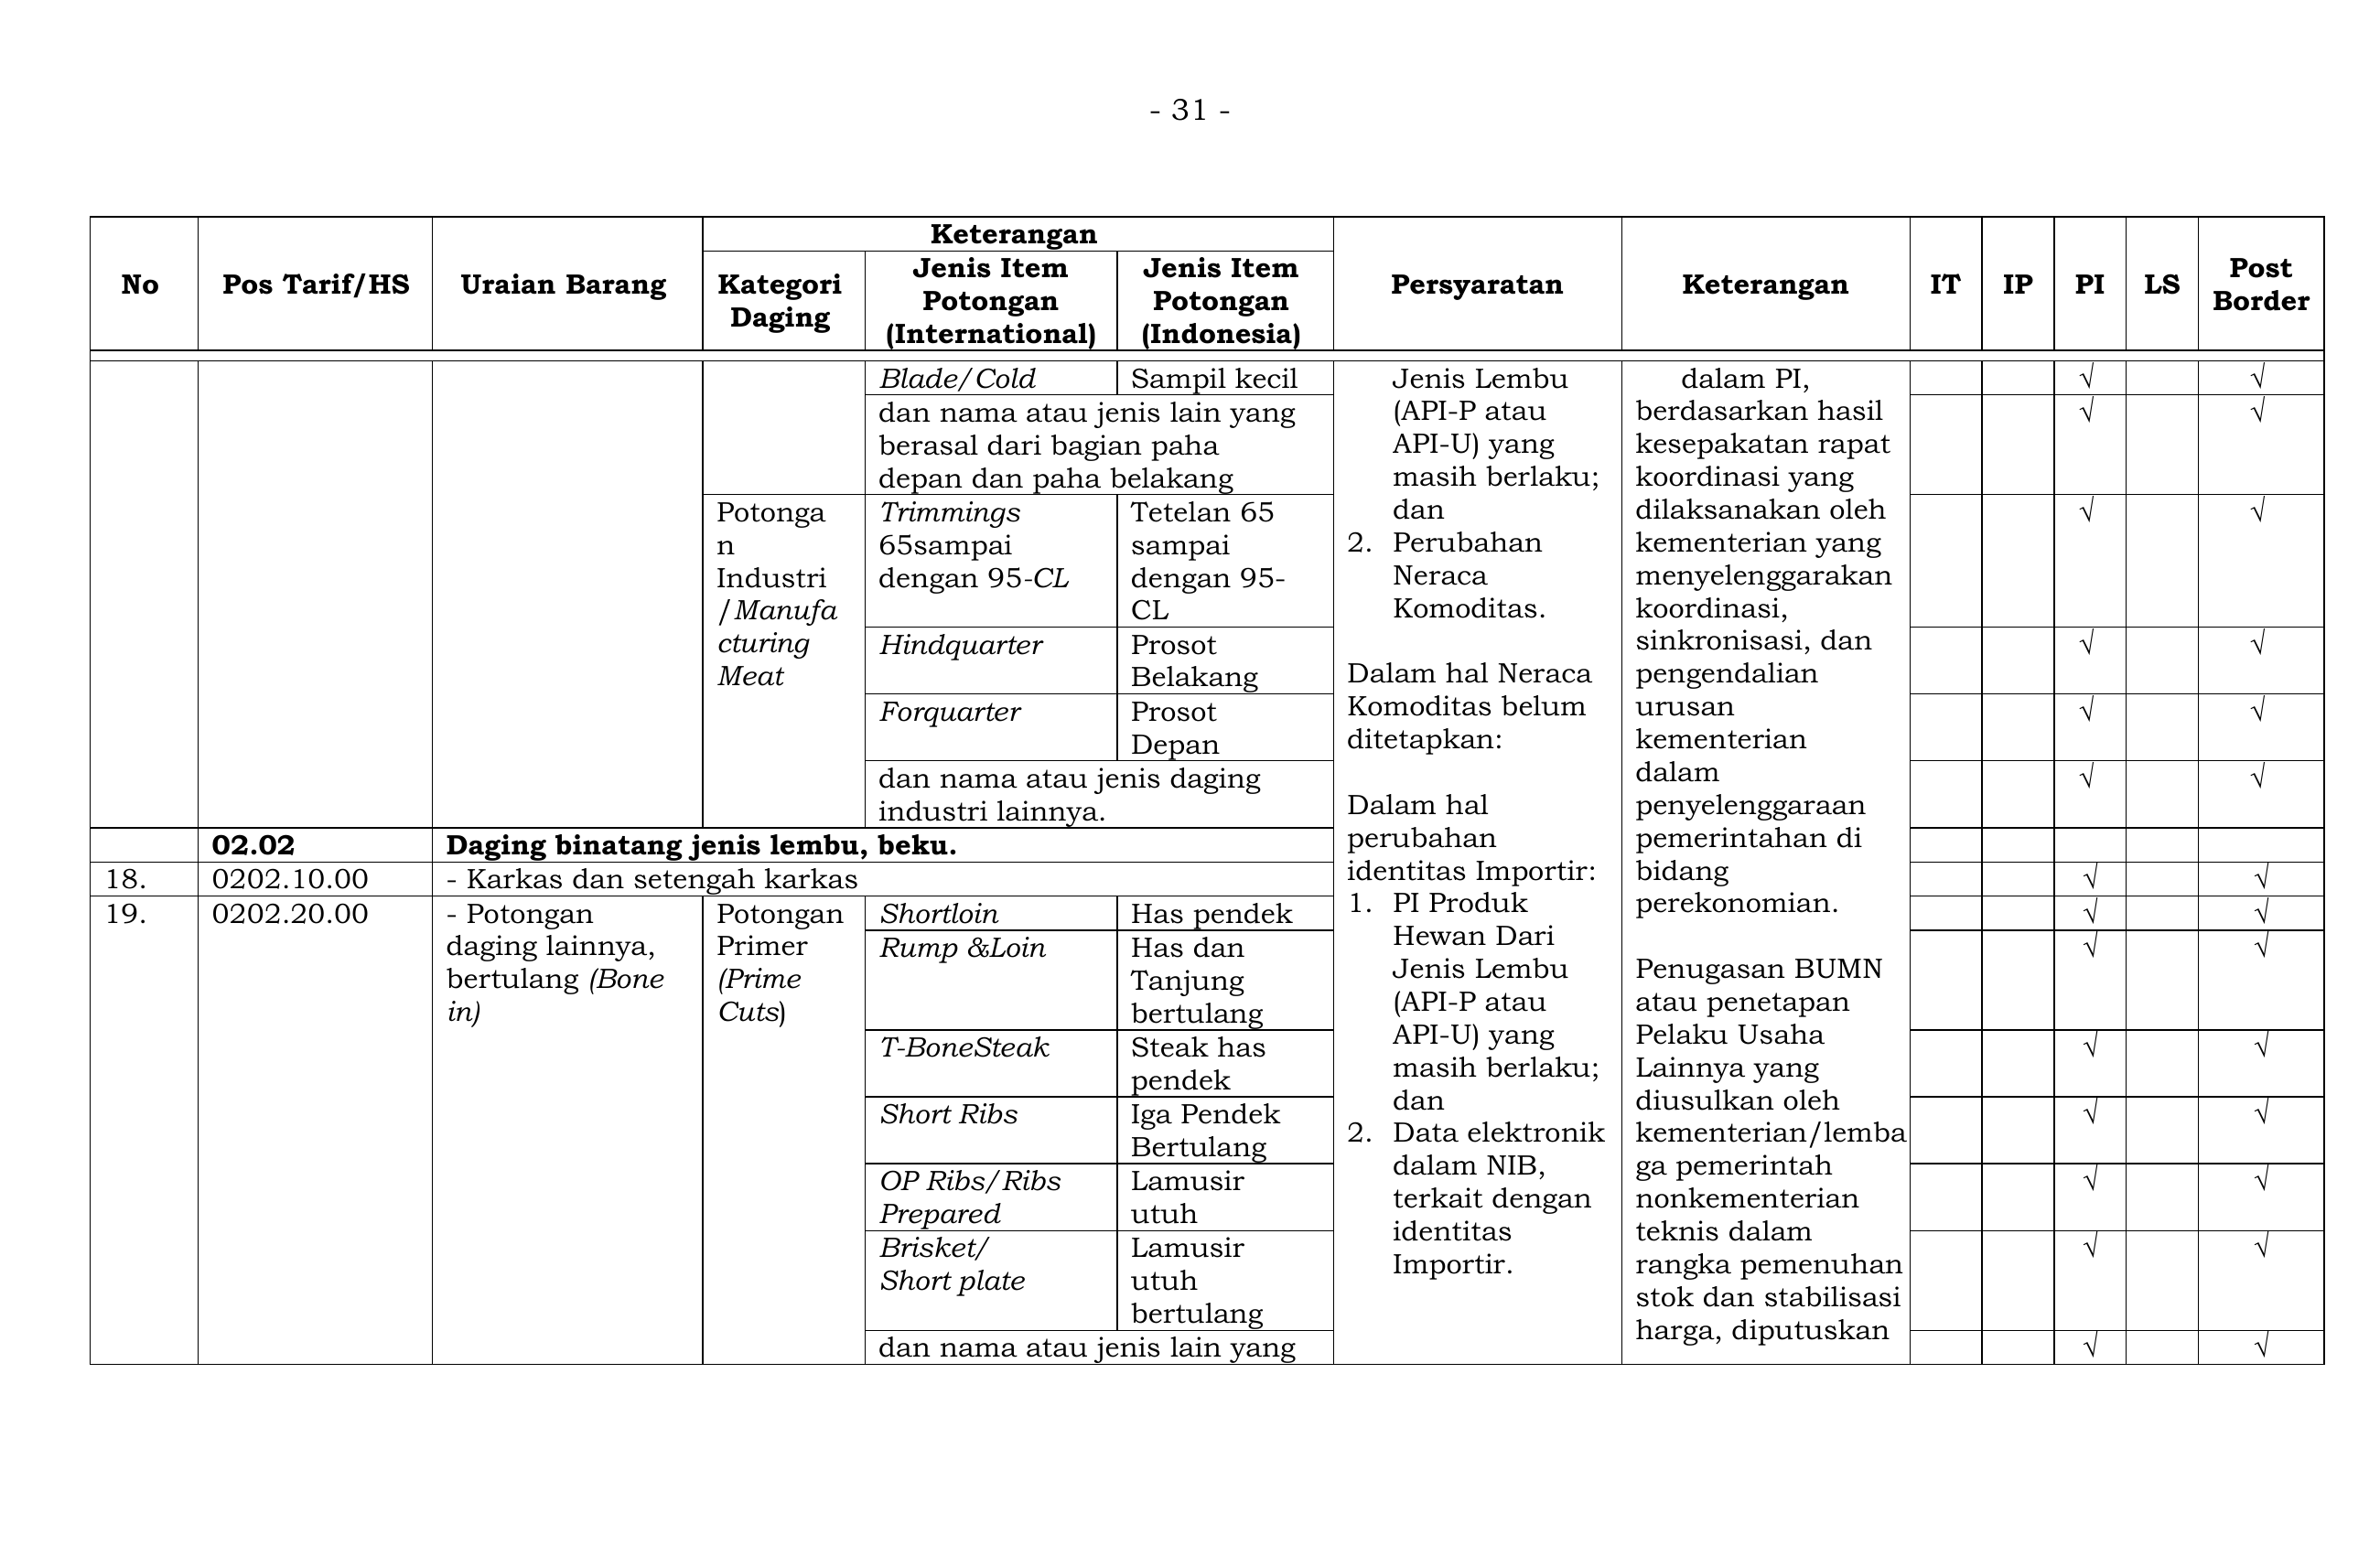 - 31 -
No
Pos Tarif/HS
Uraian Barang
Keterangan
Kategori
Daging
Jenis Item
Potongan
(International)
Jenis Item
Potongan
(Indonesia)
Persyaratan
Keterangan
IT
IP
PI
LS
Post
Border
Blade/Cold
Sampil kecil
√
√
dan nama atau jenis lain yang
berasal dari bagian paha
depan dan paha belakang
√
√
Potonga
n
Industri
/Manufa
cturing
Meat
Trimmings
65sampai
dengan 95-CL
Tetelan 65
sampai
dengan 95-
CL
√
√
Hindquarter
Prosot
Belakang
√
√
Forquarter
Prosot
Depan
√
√
dan nama atau jenis daging
industri lainnya.
√
√
02.02
Daging binatang jenis lembu, beku.
18.
0202.10.00
- Karkas dan setengah karkas
√
√
19.
0202.20.00
- Potongan
daging lainnya,
bertulang (Bone
in)
Potongan
Primer
(Prime
Cuts)
Shortloin
Has pendek
√
√
Rump &Loin
Has dan
Tanjung
bertulang
√
√
T-BoneSteak
Steak has
pendek
√
√
Short Ribs
Iga Pendek
Bertulang
√
√
OP Ribs/Ribs
Prepared
Lamusir
utuh
√
√
Brisket/
Short plate
Lamusir
utuh
bertulang
√
√
dan nama atau jenis lain yang
√
√
Jenis Lembu
(API-P atau
API-U) yang
masih berlaku;
dan
2. Perubahan
Neraca
Komoditas.
Dalam hal Neraca
Komoditas belum
ditetapkan:
Dalam hal
perubahan
identitas Importir:
1. PI Produk
Hewan Dari
Jenis Lembu
(API-P atau
API-U) yang
masih berlaku;
dan
2. Data elektronik
dalam NIB,
terkait dengan
identitas
Importir.
dalam PI,
berdasarkan hasil
kesepakatan rapat
koordinasi yang
dilaksanakan oleh
kementerian yang
menyelenggarakan
koordinasi,
sinkronisasi, dan
pengendalian
urusan
kementerian
dalam
penyelenggaraan
pemerintahan di
bidang
perekonomian.
Penugasan BUMN
atau penetapan
Pelaku Usaha
Lainnya yang
diusulkan oleh
kementerian/lemba
ga pemerintah
nonkementerian
teknis dalam
rangka pemenuhan
stok dan stabilisasi
harga, diputuskan